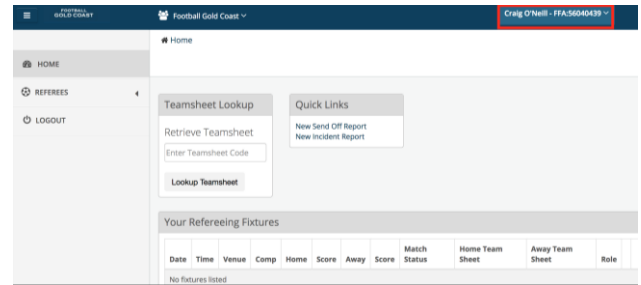 FOOTBALL
GOLD COAST
Football Gold Coast
Craig O'Neill - FFA:56040439
Home
HOME
REFEREES
LOGOUT
Teamsheet Lookup
Retrieve Teamsheet
Enter Teamsheet Code
Lookup Teamsheet
Quick Links
New Send Off Report
New Incident Report
Your Refereeing Fixtures
Date Time Venue Comp Home Score Away Score Match Status Home Team Sheet Away Team Sheet Role
No fixtures listed